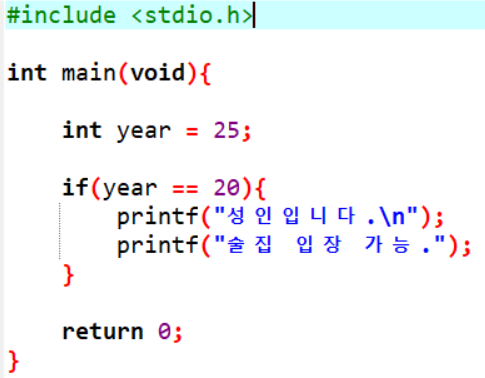 #include <stdio.h>
int main(void){
int year = 25;
if(year == 20){
printf("성인입니다.\n");
printf("술집 입장 가능.");
}
return 0;
}